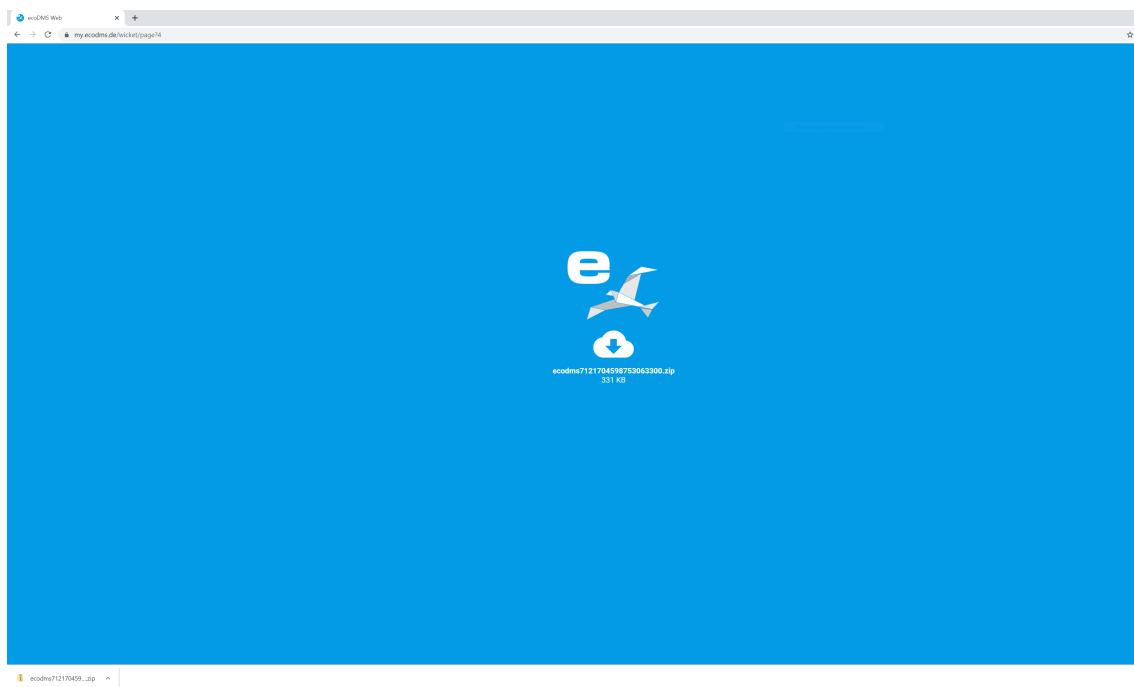 ecoDMS Web
my.ecodms.de/wicket/page?4
e
ecodms7121704598753063300.zip
331 KB
ecodms712170459...zip